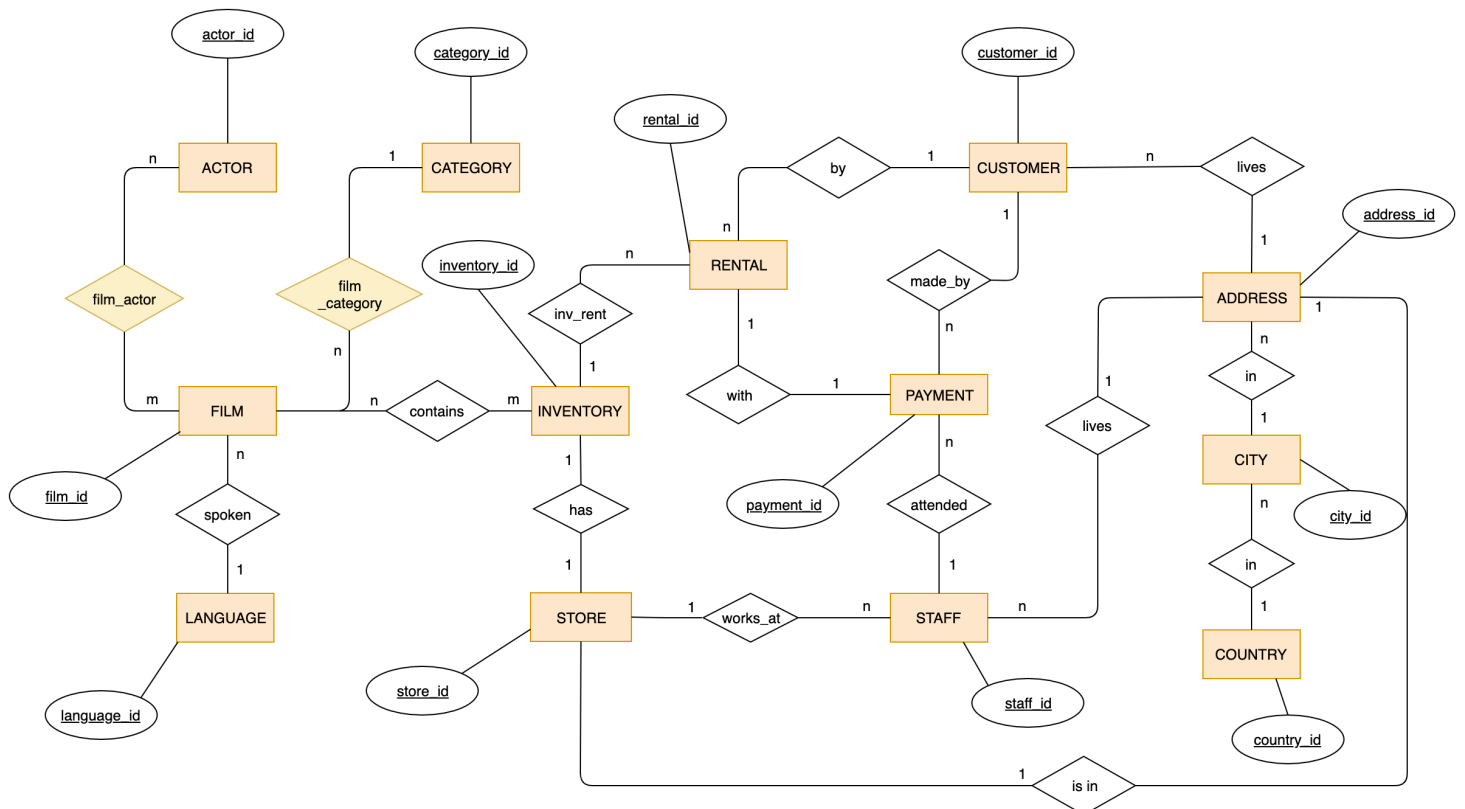 actor_id
category_id
customer_id
rental_id
n
ACTOR
1
CATEGORY
by
1
CUSTOMER
n
lives
address_id
n
1
1
inventory_id
n
RENTAL
made_by
ADDRESS
1
film_actor
film
_category
inv_rent
1
n
n
n
1
in
1
1
with
1
PAYMENT
1
m
FILM
n
contains
m
INVENTORY
lives
1
n
1
n
CITY
film_id
spoken
has
payment_id
attended
n
city_id
1
1
1
in
LANGUAGE
STORE
1
works_at
n
STAFF
n
1
COUNTRY
store_id
staff_id
language_id
country_id
1
is in